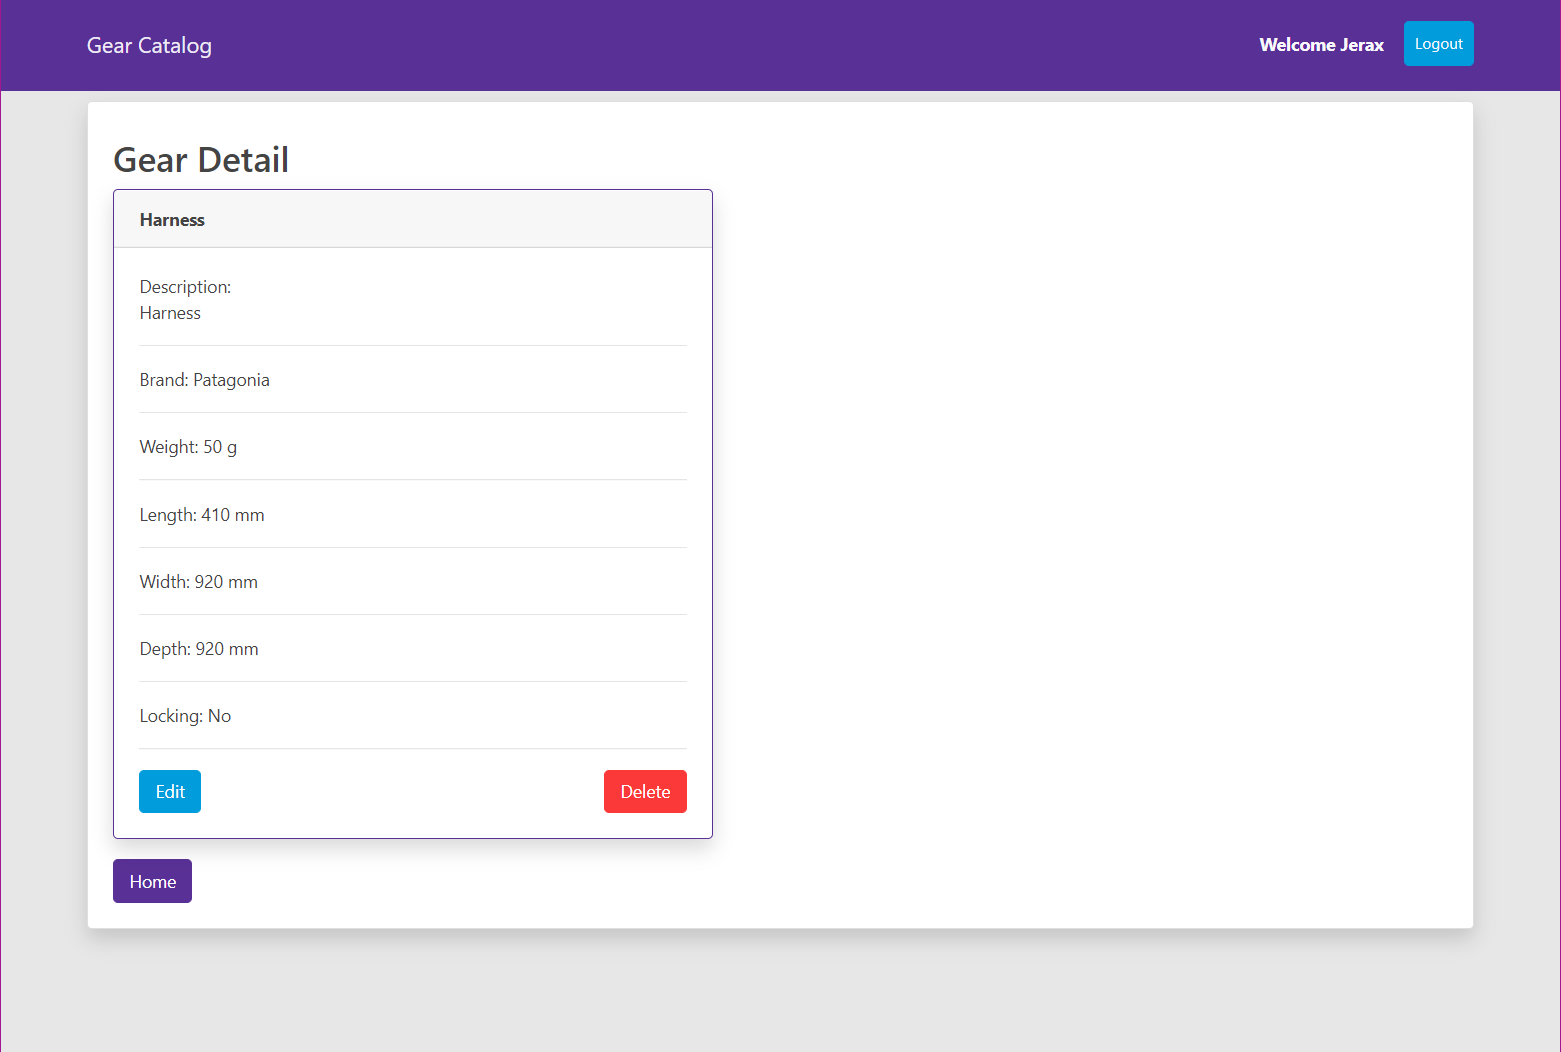 Gear Catalog
Welcome Jerax
Logout
Gear Detail
Harness
Description:
Harness
Brand: Patagonia
Weight: 50 g
Length: 410 mm
Width: 920 mm
Depth: 920 mm
Locking: No
Edit
Delete
Home